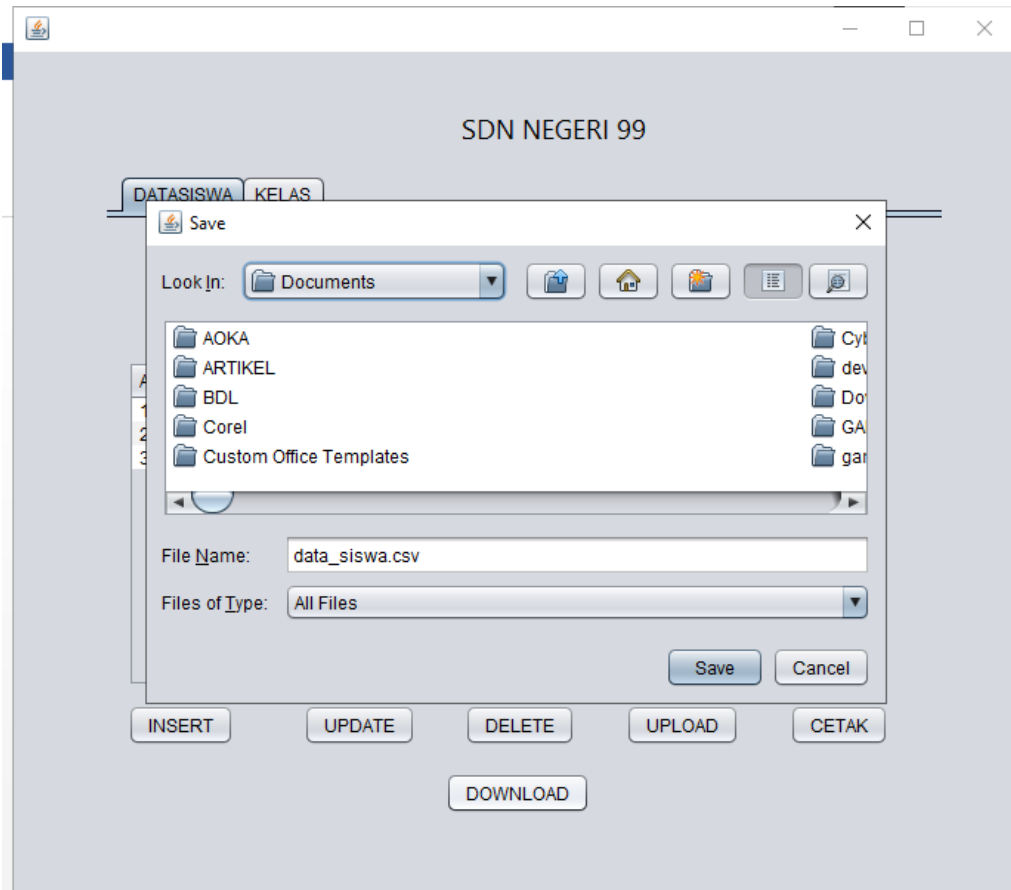 SDN NEGERI 99
DATASISWA KELAS
Save
Look In: Documents
AOKA
ARTIKEL
BDL
Corel
Custom Office Templates
File Name: data_siswa.csv
Files of Type: All Files
Save Cancel
INSERT UPDATE DELETE UPLOAD CETAK
DOWNLOAD